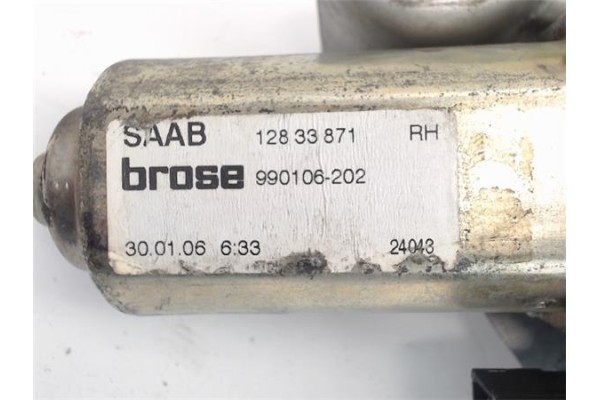 SAAB 128 33 871 RH
brose 990106-202
30.01.06 6:33 24043